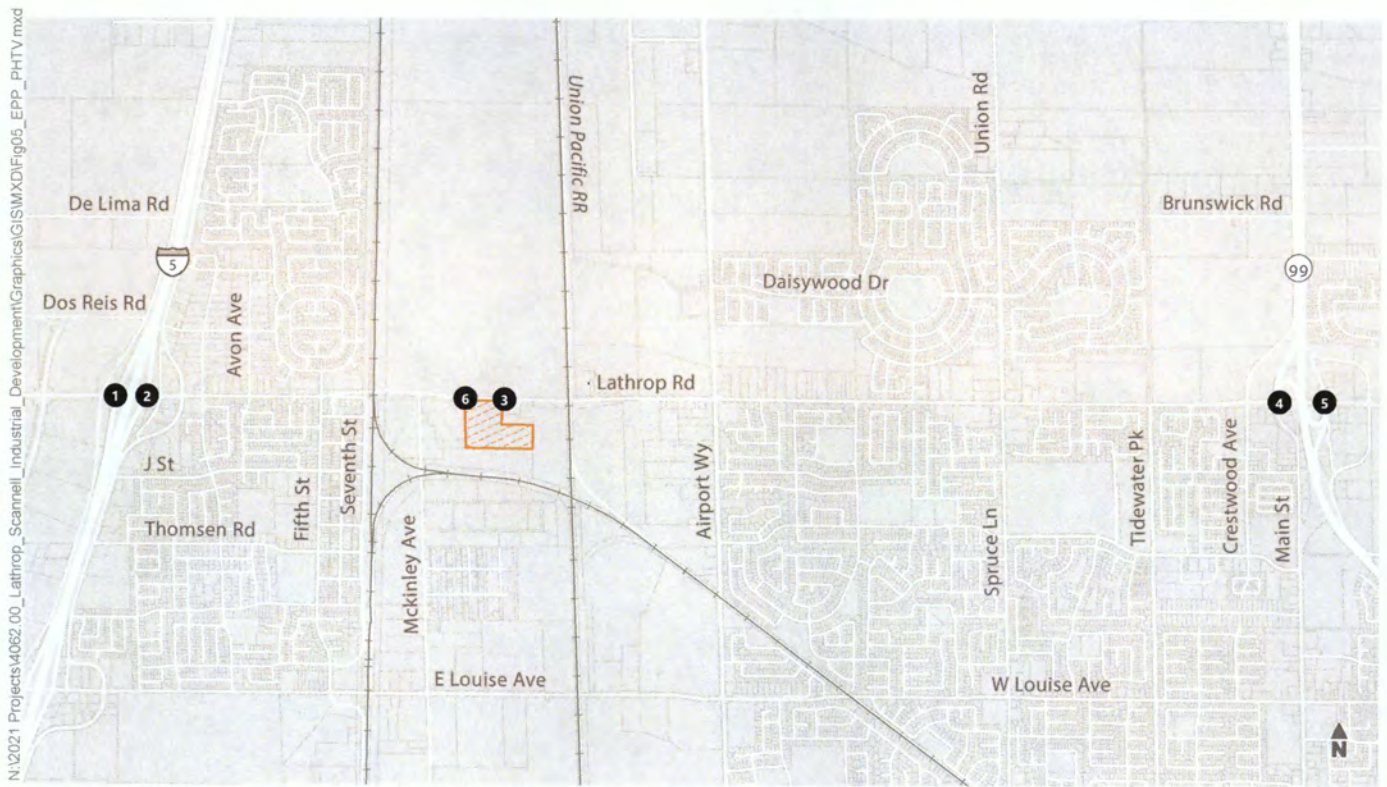 N:\2021 Projects\4062.00_Lathrop_Scannell_Industrial_Development\Graphics\GIS\MXD\Fig05_EPP_PHTV.mxd
Union Pacific RR
Union Rd
De Lima Rd
Brunswick Rd
5
99
Daisywood Dr
Dos Reis Rd
Avon Ave
Lathrop Rd
1
2
6
3
4
5
J St
Fifth St
Seventh St
Airport Wy
Tidewater Pk
Crestwood Ave
Main St
Thomsen Rd
Mckinley Ave
Spruce Ln
E Louise Ave
W Louise Ave
N